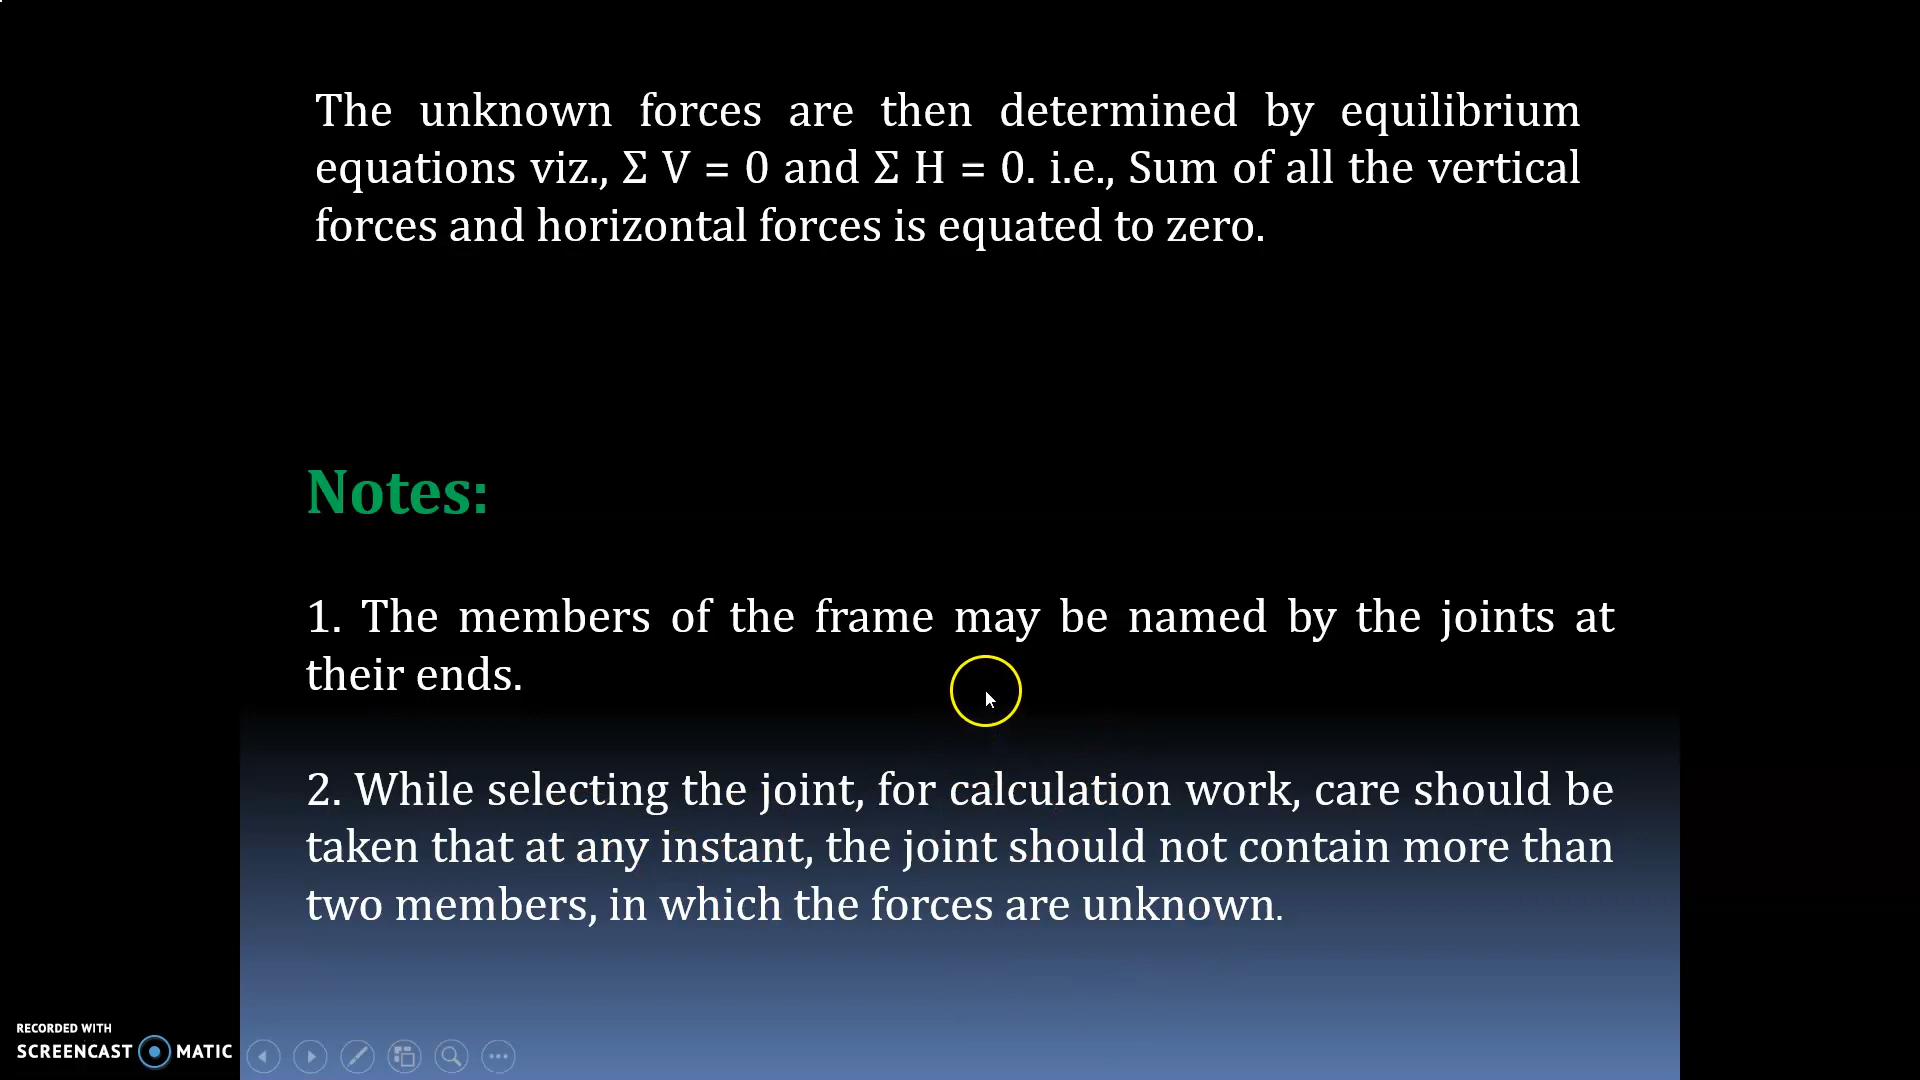 The unknown forces are then determined by equilibrium
equations viz., Σ V = 0 and Σ H = 0. i.e., Sum of all the vertical
forces and horizontal forces is equated to zero.
Notes:
1. The members of the frame may be named by the joints at
their ends.
2. While selecting the joint, for calculation work, care should be
taken that at any instant, the joint should not contain more than
two members, in which the forces are unknown.
RECORDED WITH
SCREENCAST MATIC